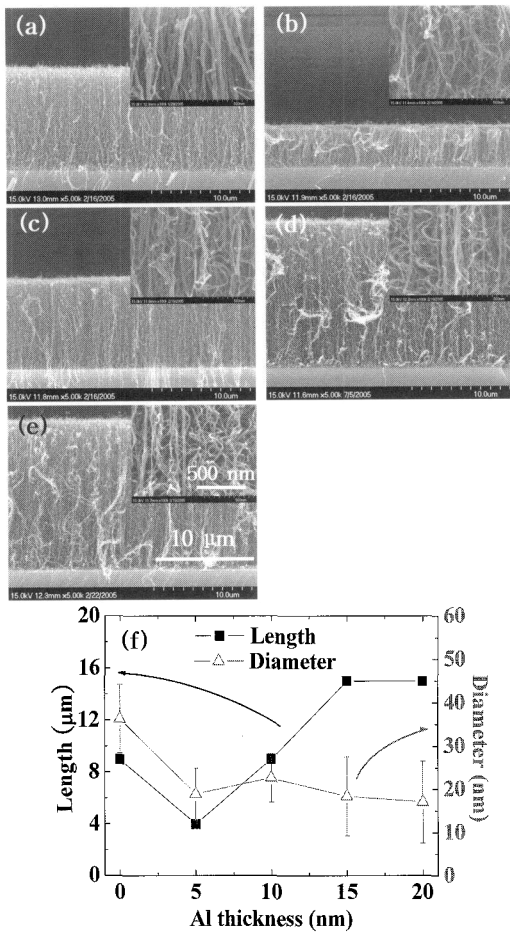 (a)
15.0kV 13.0mm x5.00k 2/16/2005 10.0um
(b)
15.0kV 11.9mm x5.00k 2/16/2005 10.0um
(c)
15.0kV 11.8mm x5.00k 2/16/2005 10.0um
(d)
15.0kV 11.6mm x5.00k 7/5/2005 10.0um
(e)
500 nm
10 μm
15.0kV 12.3mm x5.00k 2/22/2005 10.0um
(f)
Length
Diameter
20
16
12
8
4
0
Length (μm)
60
50
40
30
20
10
0
Diameter (nm)
0 5 10 15 20
Al thickness (nm)